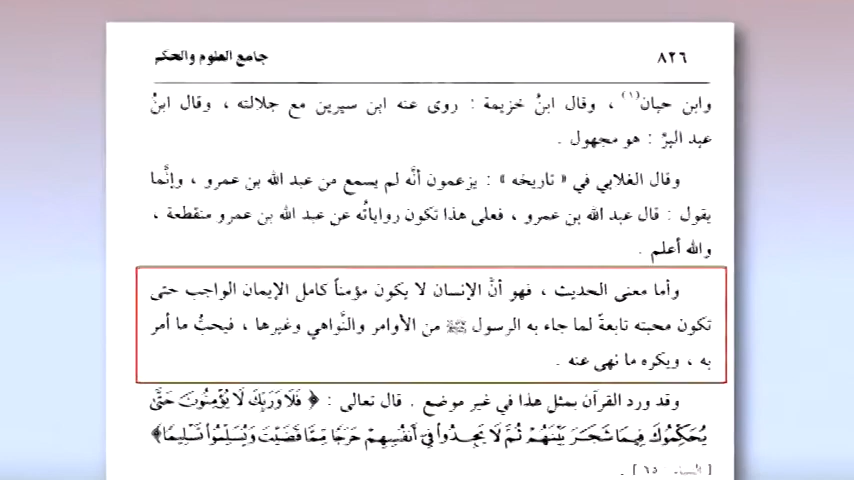 ٨٢٦ جامع العلوم والحكم
وابن حبان(١) ، وقال ابنُ خزيمة : روى عنه ابن سيرين مع جلالته ، وقال ابنُ
عبد البرِّ : هو مجهول .
وقال الغلابي في « تاريخه » : يزعمون أنَّه لم يسمع من عبد الله بن عمرو ، وإنَّما
يقول : قال عبد الله بن عمرو ، فعلى هذا تكون رواياتُه عن عبد الله بن عمرو منقطعة ،
والله أعلم .
وأما معنى الحديث ، فهو أنَّ الإنسان لا يكون مؤمناً كامل الإيمان الواجب حتى
تكون محبته تابعةً لما جاء به الرسول ﷺ من الأوامر والنَّواهي وغيرها ، فيحبُّ ما أمر
به ، ويكره ما نهى عنه .
وقد ورد القرآن بمثل هذا في غير موضع . قال تعالى : ﴿ فَلَا وَرَبِّكَ لَا يُؤْمِنُونَ حَتَّىٰ
يُحَكِّمُوكَ فِيمَا شَجَرَ بَيْنَهُمْ ثُمَّ لَا يَجِدُوا فِي أَنْفُسِهِمْ حَرَجًا مِمَّا قَضَيْتَ وَيُسَلِّمُوا تَسْلِيمًا ﴾
[النساء : ٦٥] .